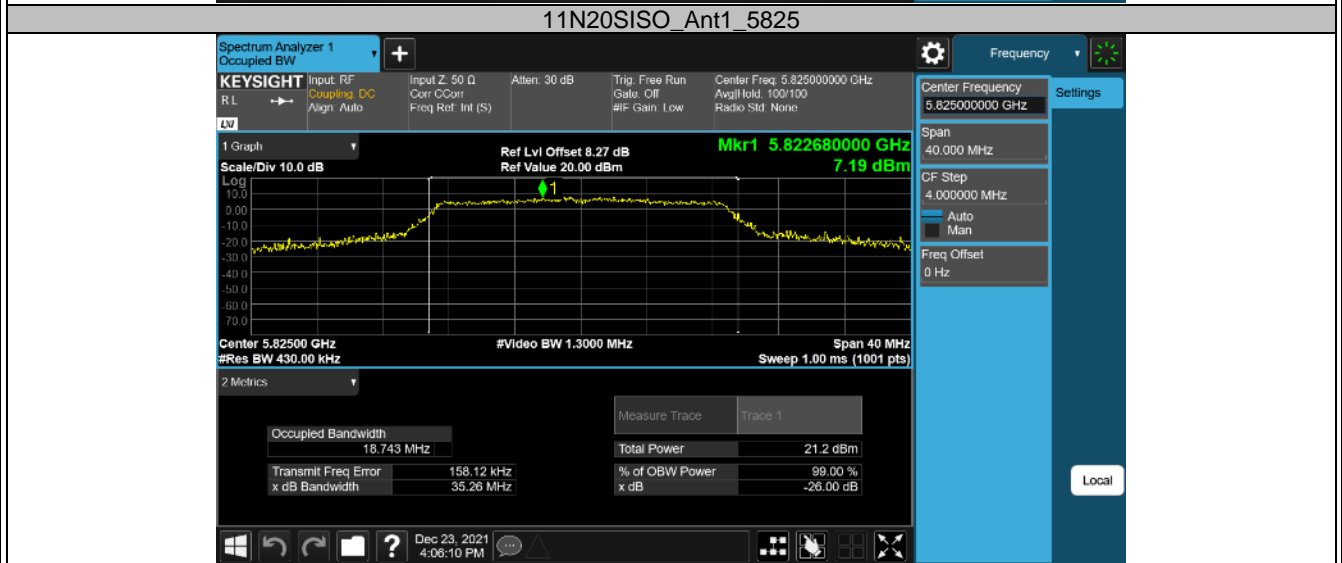 11N20SISO_Ant1_5825
Spectrum Analyzer 1
Occupied BW
+
Frequency
KEYSIGHT
R L
LXI
Input: RF
Coupling: DC
Align: Auto
Input Z: 50 Ω
Corr CCorr
Freq Ref: Int (S)
Atten: 30 dB
Trig: Free Run
Gate: Off
#IF Gain: Low
Center Freq: 5.825000000 GHz
Avg|Hold: 100/100
Radio Std: None
Center Frequency
5.825000000 GHz
Settings
Span
40.000 MHz
CF Step
4.000000 MHz
Auto
Man
Freq Offset
0 Hz
Local
1 Graph
Scale/Div 10.0 dB
Ref Lvl Offset 8.27 dB
Ref Value 20.00 dBm
Mkr1 5.822680000 GHz
7.19 dBm
Log
10.0
0.00
-10.0
-20.0
-30.0
-40.0
-50.0
-60.0
-70.0
1
Center 5.82500 GHz
#Video BW 1.3000 MHz
Span 40 MHz
#Res BW 430.00 kHz
Sweep 1.00 ms (1001 pts)
2 Metrics
Measure Trace
Trace 1
Occupied Bandwidth
18.743 MHz
Total Power
21.2 dBm
Transmit Freq Error
158.12 kHz
% of OBW Power
99.00 %
x dB Bandwidth
35.26 MHz
x dB
-26.00 dB
?
Dec 23, 2021
4:06:10 PM